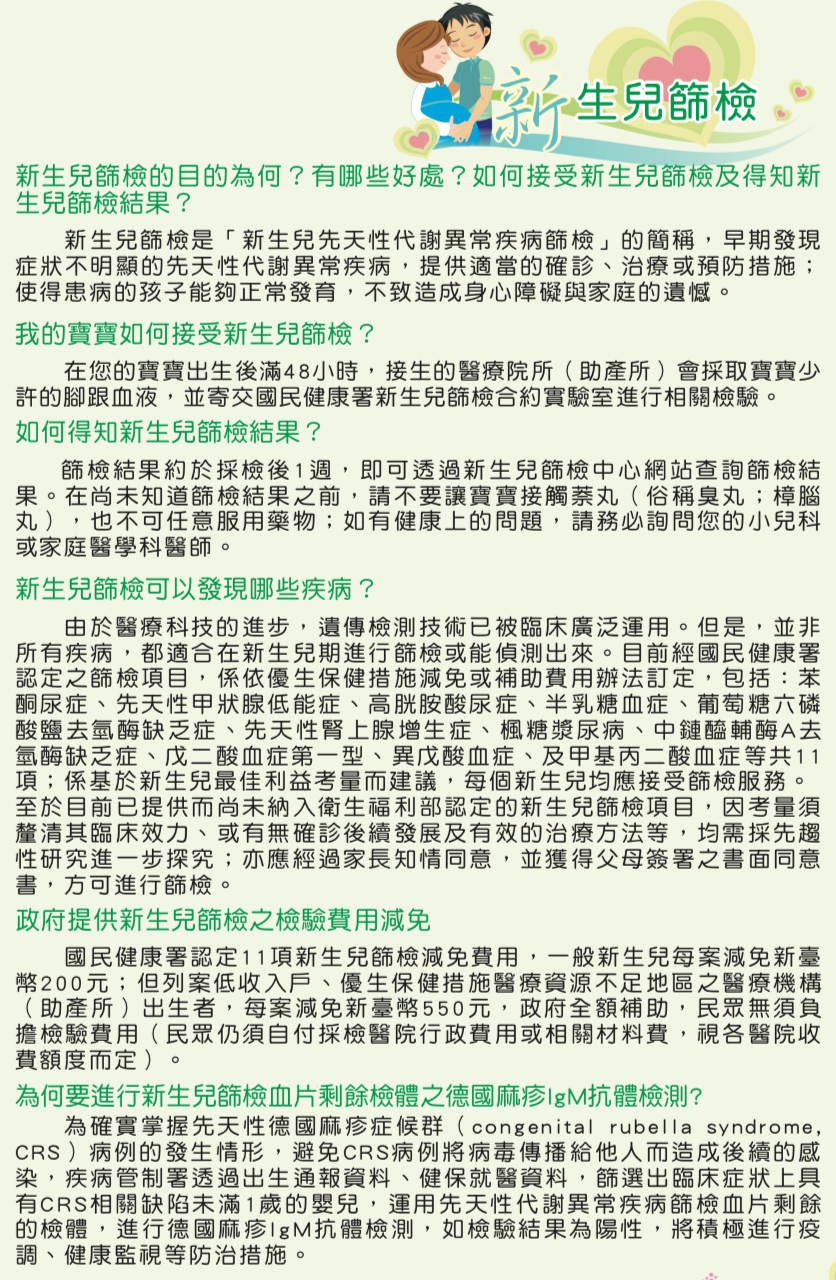 新生兒篩檢
新生兒篩檢的目的為何？有哪些好處？如何接受新生兒篩檢及得知新
生兒篩檢結果？
新生兒篩檢是「新生兒先天性代謝異常疾病篩檢」的簡稱，早期發現
症狀不明顯的先天性代謝異常疾病，提供適當的確診、治療或預防措施；
使得患病的孩子能夠正常發育，不致造成身心障礙與家庭的遺憾。
我的寶寶如何接受新生兒篩檢？
在您的寶寶出生後滿48小時，接生的醫療院所（助產所）會採取寶寶少
許的腳跟血液，並寄交國民健康署新生兒篩檢合約實驗室進行相關檢驗。
如何得知新生兒篩檢結果？
篩檢結果約於採檢後1週，即可透過新生兒篩檢中心網站查詢篩檢結
果。在尚未知道篩檢結果之前，請不要讓寶寶接觸萘丸（俗稱臭丸；樟腦
丸），也不可任意服用藥物；如有健康上的問題，請務必詢問您的小兒科
或家庭醫學科醫師。
新生兒篩檢可以發現哪些疾病？
由於醫療科技的進步，遺傳檢測技術已被臨床廣泛運用。但是，並非
所有疾病，都適合在新生兒期進行篩檢或能偵測出來。目前經國民健康署
認定之篩檢項目，係依優生保健措施減免或補助費用辦法訂定，包括：苯
酮尿症、先天性甲狀腺低能症、高胱胺酸尿症、半乳糖血症、葡萄糖六磷
酸鹽去氫酶缺乏症、先天性腎上腺增生症、楓糖漿尿病、中鏈醯輔酶A去
氫酶缺乏症、戊二酸血症第一型、異戊酸血症、及甲基丙二酸血症等共11
項；係基於新生兒最佳利益考量而建議，每個新生兒均應接受篩檢服務。
至於目前已提供而尚未納入衛生福利部認定的新生兒篩檢項目，因考量須
釐清其臨床效力、或有無確診後續發展及有效的治療方法等，均需採先趨
性研究進一步探究；亦應經過家長知情同意，並獲得父母簽署之書面同意
書，方可進行篩檢。
政府提供新生兒篩檢之檢驗費用減免
國民健康署認定11項新生兒篩檢減免費用，一般新生兒每案減免新臺
幣200元；但列案低收入戶、優生保健措施醫療資源不足地區之醫療機構
（助產所）出生者，每案減免新臺幣550元，政府全額補助，民眾無須負
擔檢驗費用（民眾仍須自付採檢醫院行政費用或相關材料費，視各醫院收
費額度而定）。
為何要進行新生兒篩檢血片剩餘檢體之德國麻疹IgM抗體檢測?
為確實掌握先天性德國麻疹症候群（congenital rubella syndrome,
CRS）病例的發生情形，避免CRS病例將病毒傳播給他人而造成後續的感
染，疾病管制署透過出生通報資料、健保就醫資料，篩選出臨床症狀上具
有CRS相關缺陷未滿1歲的嬰兒，運用先天性代謝異常疾病篩檢血片剩餘
的檢體，進行德國麻疹IgM抗體檢測，如檢驗結果為陽性，將積極進行疫
調、健康監視等防治措施。